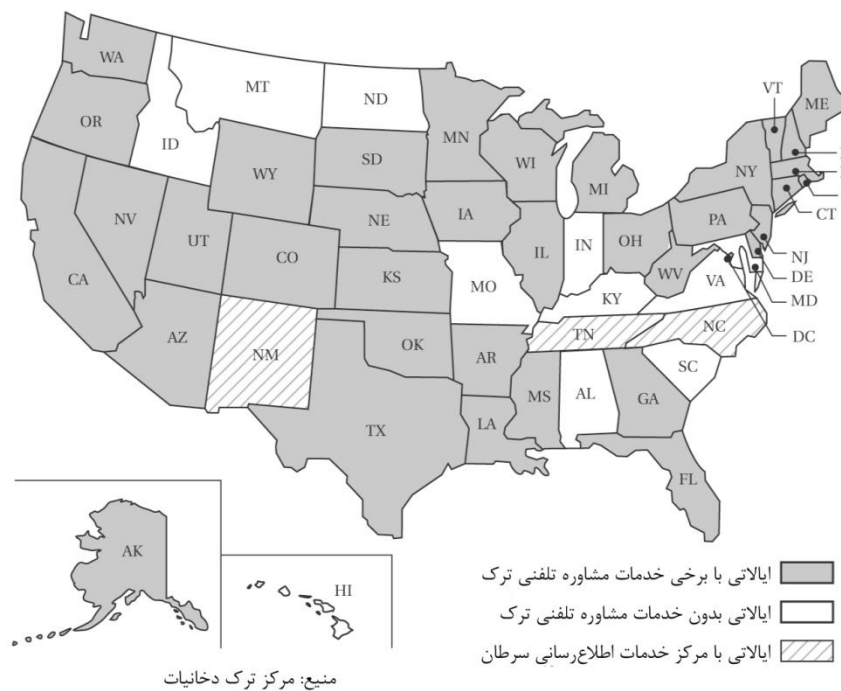 WA
MT
ND
VT
ME
OR
ID
MN
SD
WI
NY
WY
MI
CT
IA
PA
NV
NE
OH
NJ
UT
IL
IN
DE
CO
WV
CA
KS
MO
VA
MD
KY
DC
AZ
NM
OK
TN
NC
AR
SC
MS
AL
GA
TX
LA
FL
AK
HI
ایالاتی با برخی خدمات مشاوره تلفنی ترک
ایالاتی بدون خدمات مشاوره تلفنی ترک
ایالاتی با مرکز خدمات اطلاع‌رسانی سرطان
منبع: مرکز ترک دخانیات